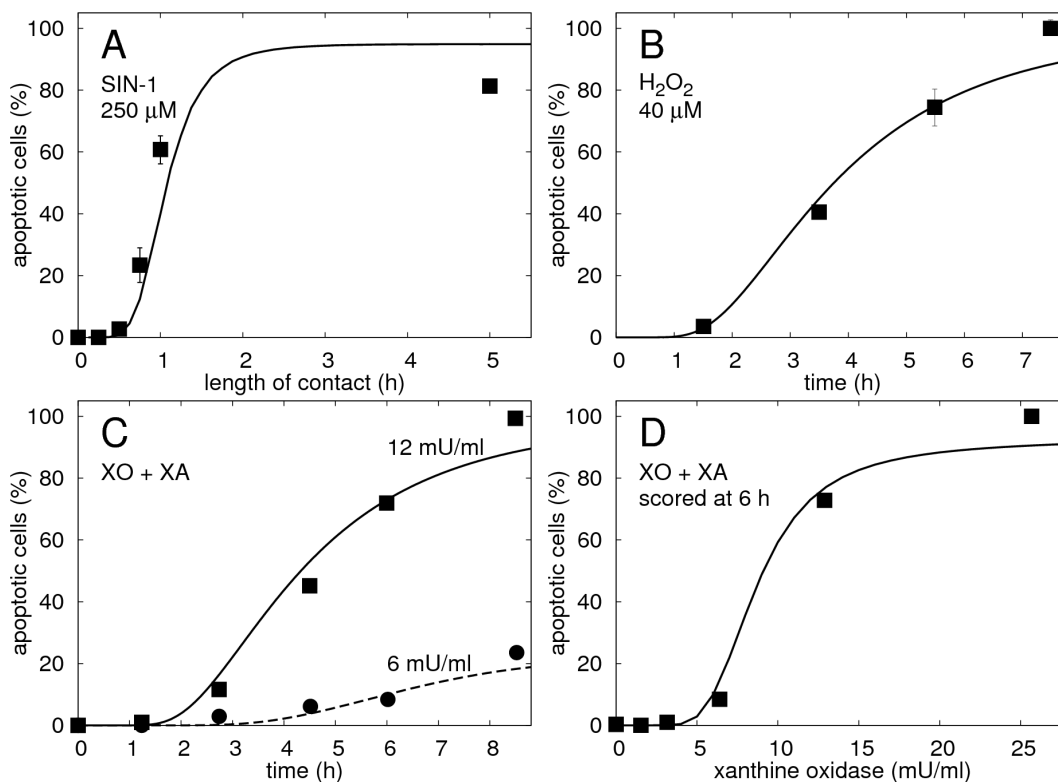 A
SIN-1
250 µM
apoptotic cells (%)
0
20
40
60
80
100
0 1 2 3 4 5
length of contact (h)
B
H₂O₂
40 µM
apoptotic cells (%)
0
20
40
60
80
100
0 1 2 3 4 5 6 7
time (h)
C
XO + XA
12 mU/ml
6 mU/ml
apoptotic cells (%)
0
20
40
60
80
100
0 1 2 3 4 5 6 7 8
time (h)
D
XO + XA
scored at 6 h
apoptotic cells (%)
0
20
40
60
80
100
0 5 10 15 20 25
xanthine oxidase (mU/ml)